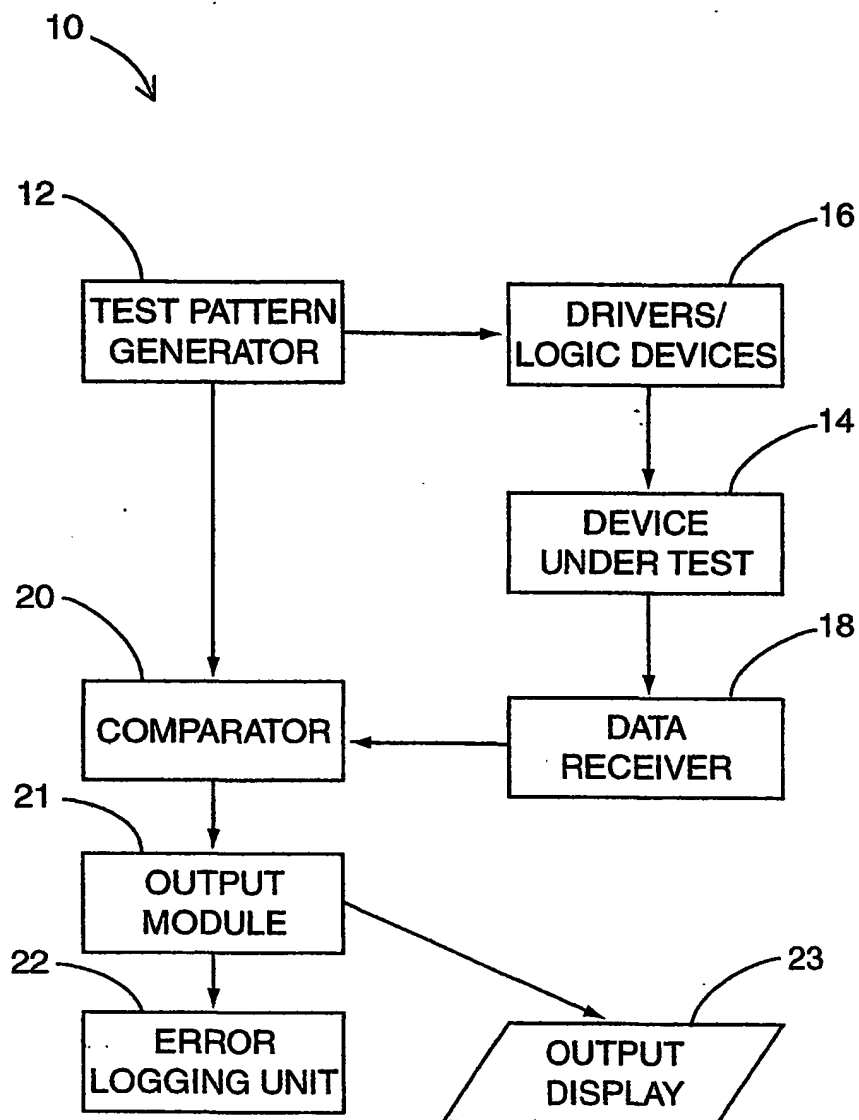 10
12
16
TEST PATTERN
GENERATOR
DRIVERS/
LOGIC DEVICES
14
DEVICE
UNDER TEST
20
18
COMPARATOR
DATA
RECEIVER
21
OUTPUT
MODULE
22
23
ERROR
LOGGING UNIT
OUTPUT
DISPLAY